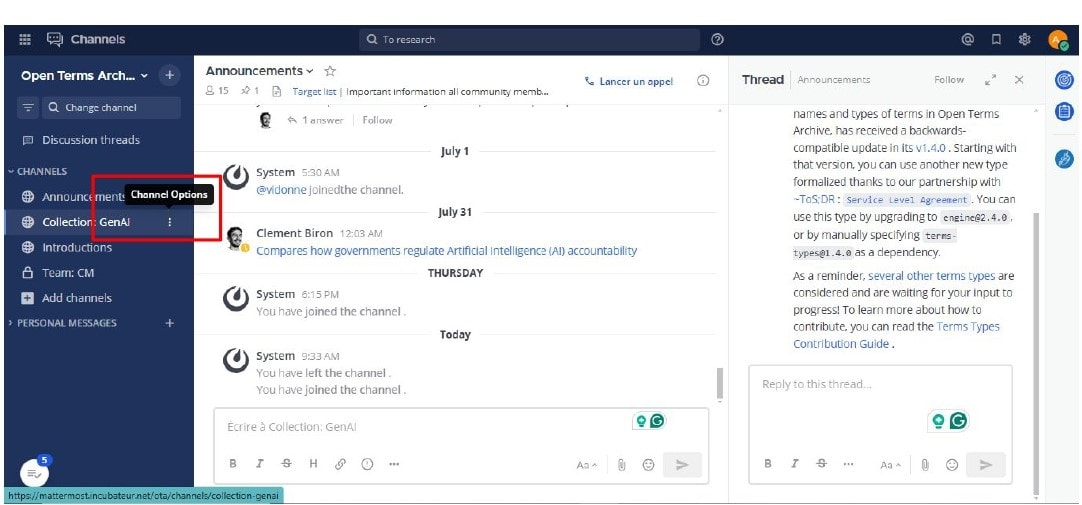 Channels
To research
Open Terms Arch...
Change channel
Discussion threads
CHANNELS
Announcements
Channel Options
Collection: GenAI
Introductions
Team: CM
Add channels
PERSONAL MESSAGES
5
https://mattermost.incubateur.net/ota/channels/collection-genai
Announcements
15
1
Target list | Important information all community memb...
Lancer un appel
1 answer Follow
July 1
System 5:30 AM
@vidonne joinedthe channel.
July 31
Clement Biron 12:03 AM
Compares how governments regulate Artificial Intelligence (AI) accountability
THURSDAY
System 6:15 PM
You have joined the channel .
Today
System 9:33 AM
You have left the channel .
You have joined the channel .
Ecrire à Collection: GenAI
B I S H
Aa
Thread Announcements Follow
names and types of terms in Open Terms
Archive, has received a backwards-
compatible update in its v1.4.0 . Starting with
that version, you can use another new type
formalized thanks to our partnership with
~ToS;DR : Service Level Agreement. You can
use this type by upgrading to engine@2.4.0 ,
or by manually specifying terms-
types@1.4.0 as a dependency.
As a reminder, several other terms types are
considered and are waiting for your input to
progress! To learn more about how to
contribute, you can read the Terms Types
Contribution Guide .
Reply to this thread...
B I S
Aa